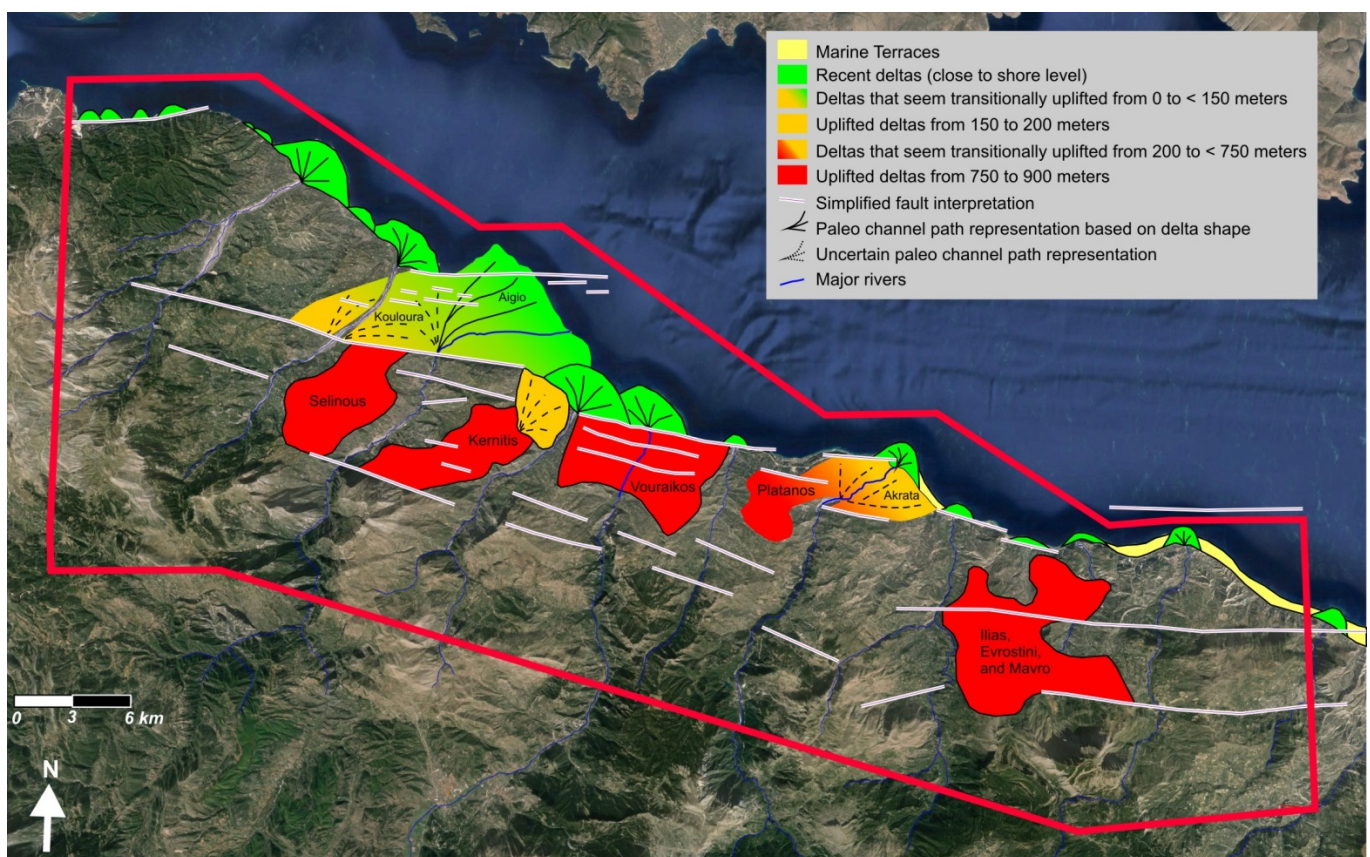 Marine Terraces
Recent deltas (close to shore level)
Deltas that seem transitionally uplifted from 0 to < 150 meters
Uplifted deltas from 150 to 200 meters
Deltas that seem transitionally uplifted from 200 to < 750 meters
Uplifted deltas from 750 to 900 meters
Simplified fault interpretation
Paleo channel path representation based on delta shape
Uncertain paleo channel path representation
Major rivers
Aigio
Kouloura
Selinous
Kernitis
Vouraikos
Platanos
Akrata
Ilias,
Evrostini,
and Mavro
0 3 6 km
N